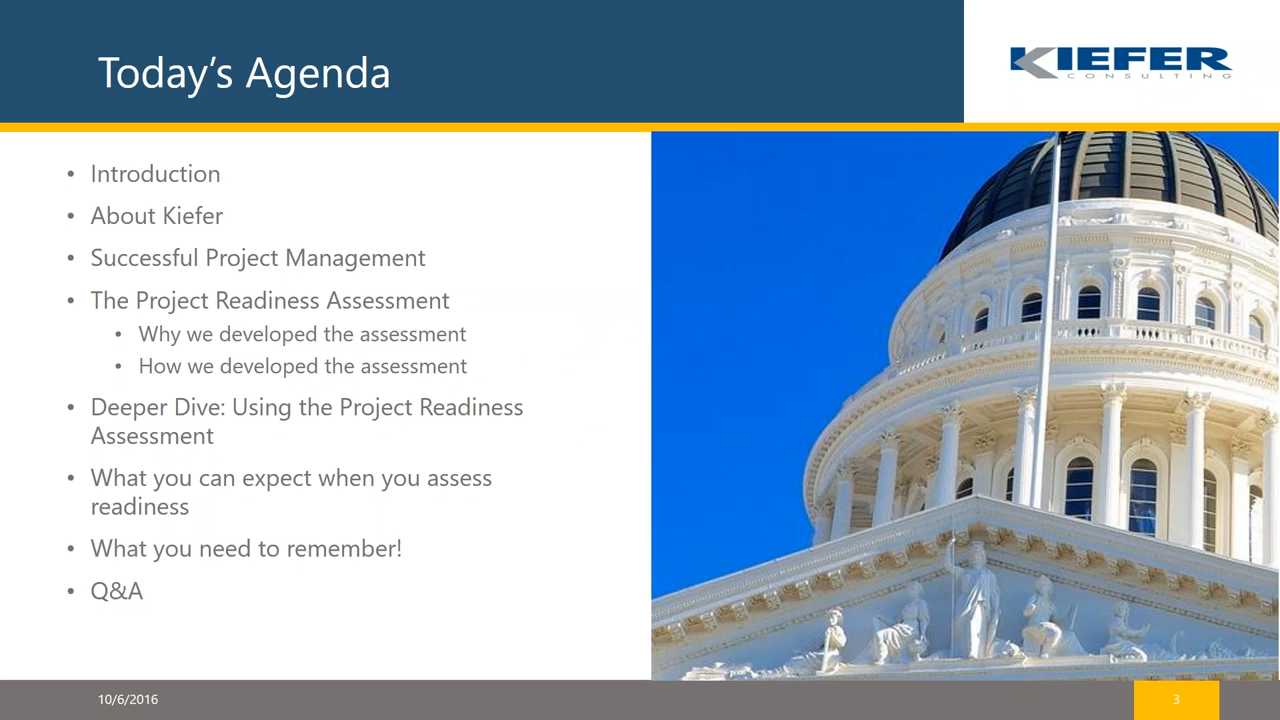 Today's Agenda
KIEFER
CONSULTING
• Introduction
• About Kiefer
• Successful Project Management
• The Project Readiness Assessment
• Why we developed the assessment
• How we developed the assessment
• Deeper Dive: Using the Project Readiness
Assessment
• What you can expect when you assess
readiness
• What you need to remember!
• Q&A
10/6/2016
3